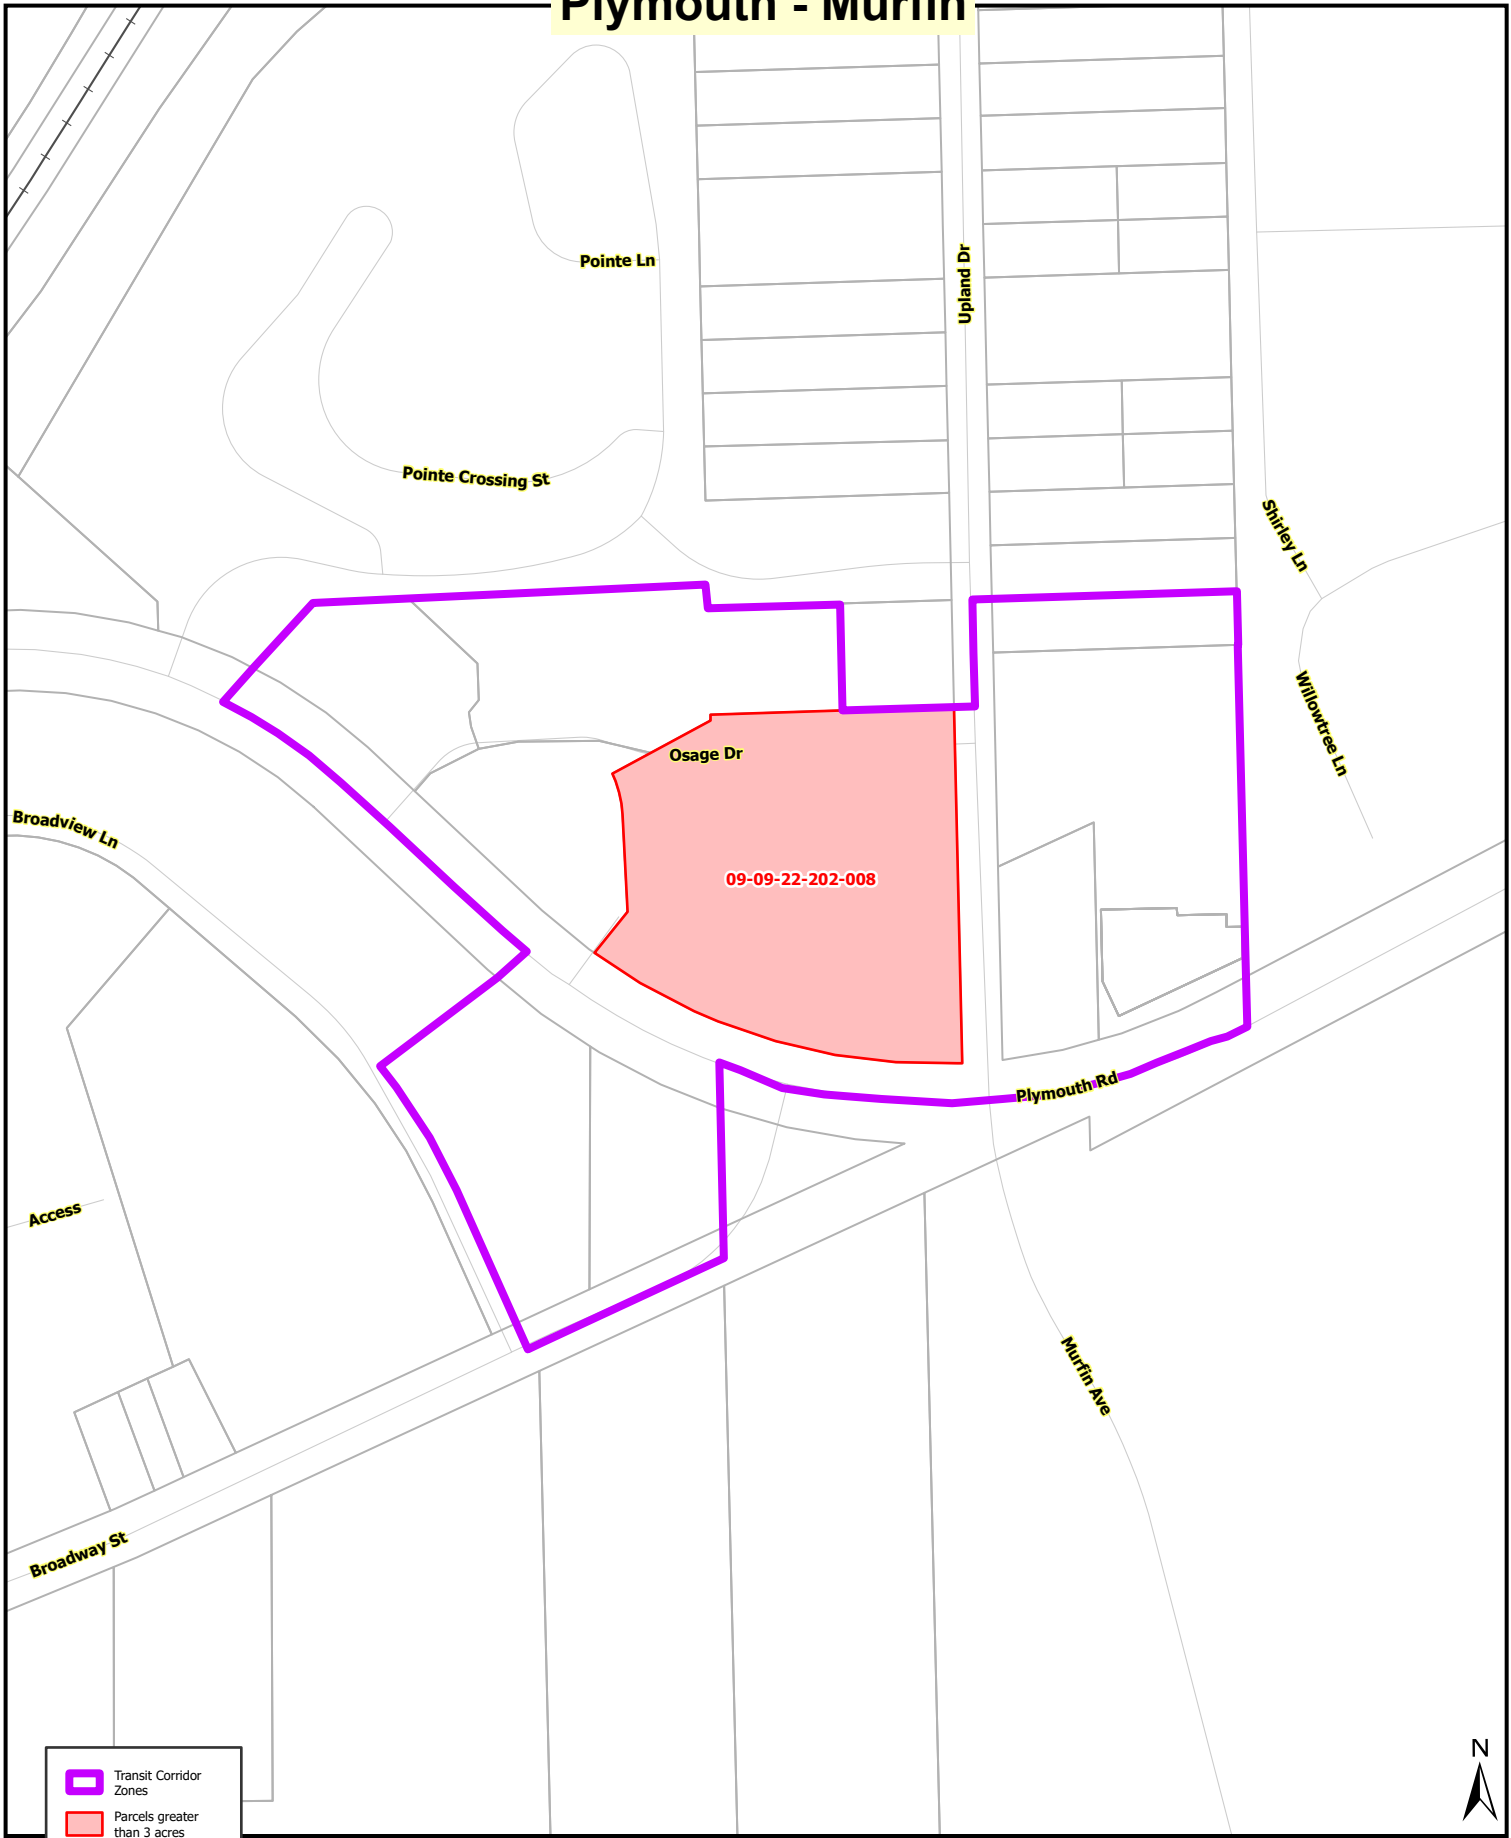 Plymouth - Murfin
Pointe Ln
Upland Dr
Pointe Crossing St
Shirley Ln
Willowtree Ln
Osage Dr
Broadview Ln
09-09-22-202-008
Plymouth Rd
Access
Murfin Ave
Broadway St
N
Transit Corridor
Zones
Parcels greater
than 3 acres